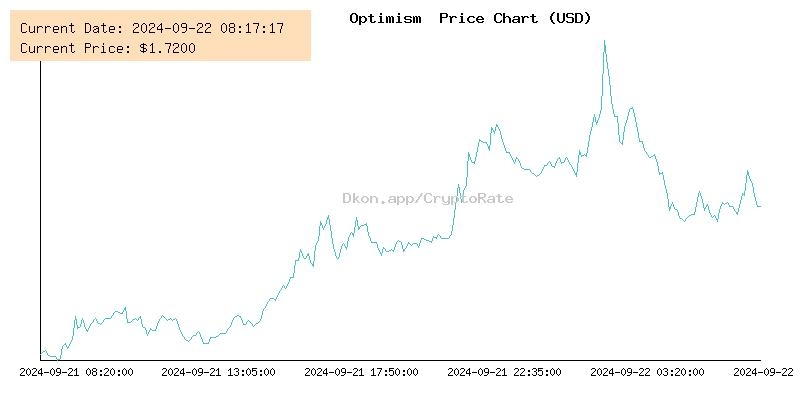 Optimism Price Chart (USD)
Current Date: 2024-09-22 08:17:17
Current Price: $1.7200
Dkon.app/CryptoRate
2024-09-21 08:20:00 2024-09-21 13:05:00 2024-09-21 17:50:00 2024-09-21 22:35:00 2024-09-22 03:20:00 2024-09-22